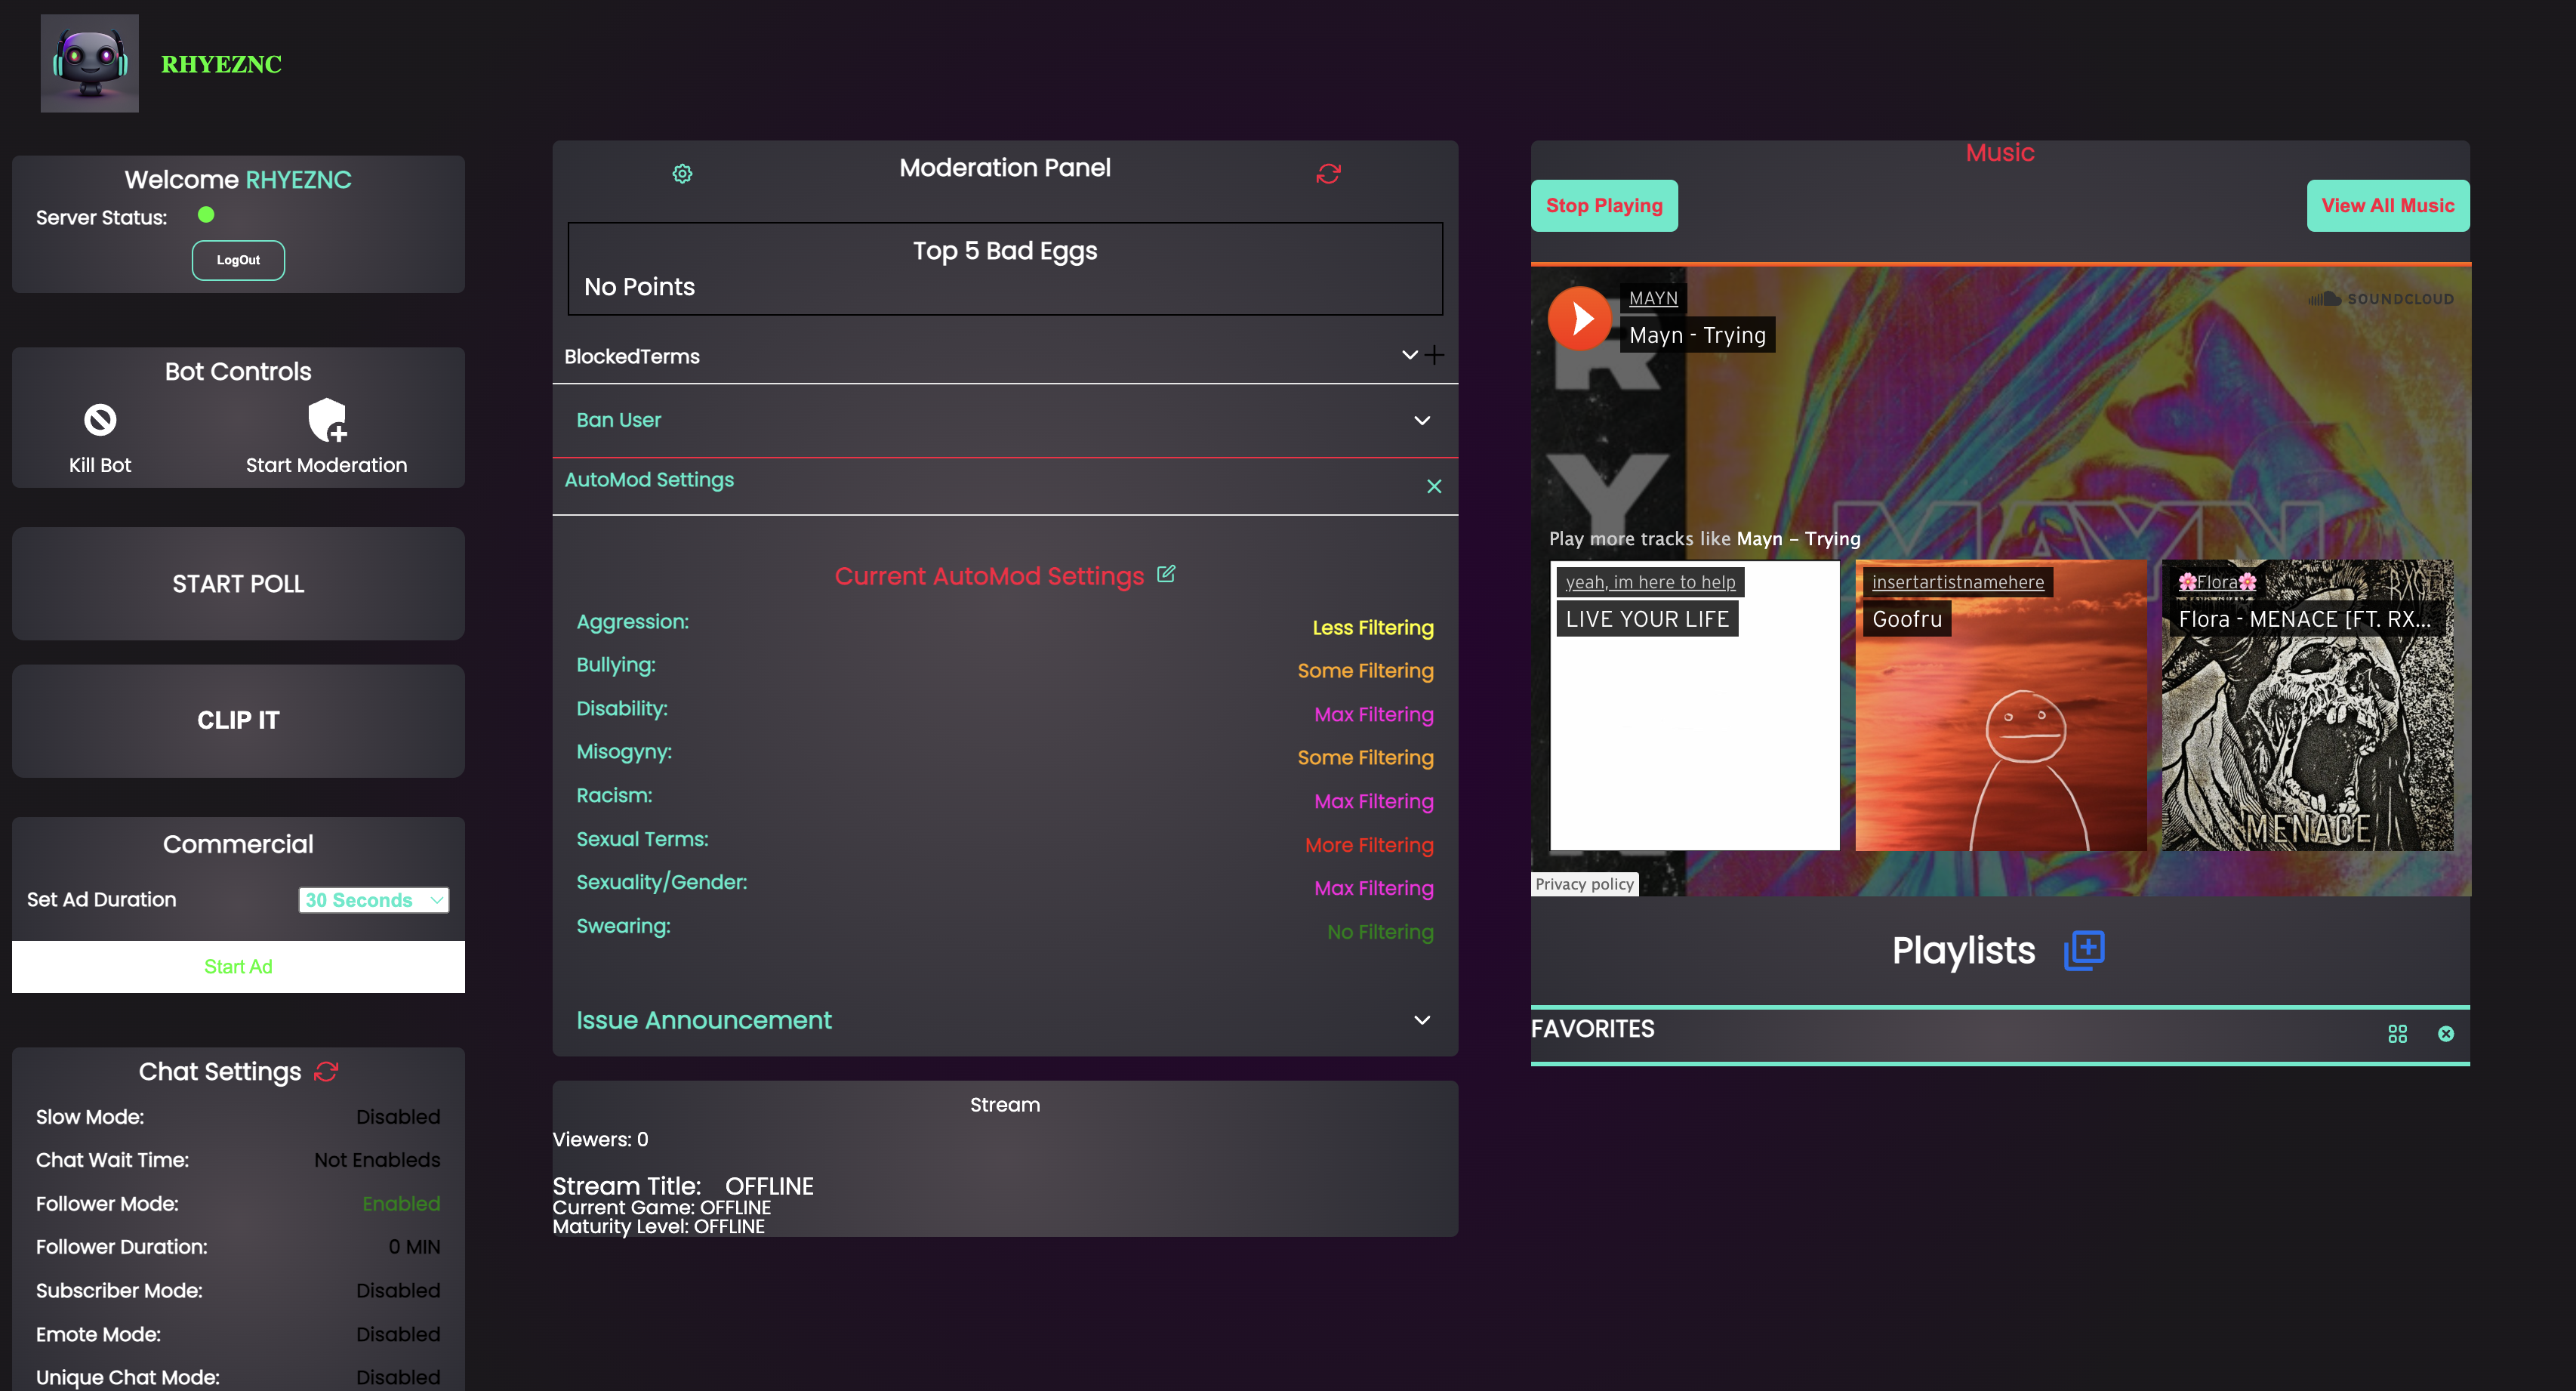 RHYEZNC
Welcome RHYEZNC
Server Status:
LogOut
Bot Controls
Kill Bot
Start Moderation
START POLL
CLIP IT
Commercial
Set Ad Duration
30 Seconds
Start Ad
Chat Settings
Slow Mode: Disabled
Chat Wait Time: Not Enableds
Follower Mode: Enabled
Follower Duration: 0 MIN
Subscriber Mode: Disabled
Emote Mode: Disabled
Unique Chat Mode: Disabled
Moderation Panel
Top 5 Bad Eggs
No Points
BlockedTerms
Ban User
AutoMod Settings
Current AutoMod Settings
Aggression: Less Filtering
Bullying: Some Filtering
Disability: Max Filtering
Misogyny: Some Filtering
Racism: Max Filtering
Sexual Terms: More Filtering
Sexuality/Gender: Max Filtering
Swearing: No Filtering
Issue Announcement
Stream
Viewers: 0
Stream Title: OFFLINE
Current Game: OFFLINE
Maturity Level: OFFLINE
Music
Stop Playing
View All Music
MAYN
Mayn - Trying
SOUNDCLOUD
R
Y
MAYN
Play more tracks like Mayn – Trying
yeah, im here to help
LIVE YOUR LIFE
insertartistnamehere
Goofru
🌸Flora🌸
Flora - MENACE [FT. RX...
MENACE
Privacy policy
Playlists
FAVORITES